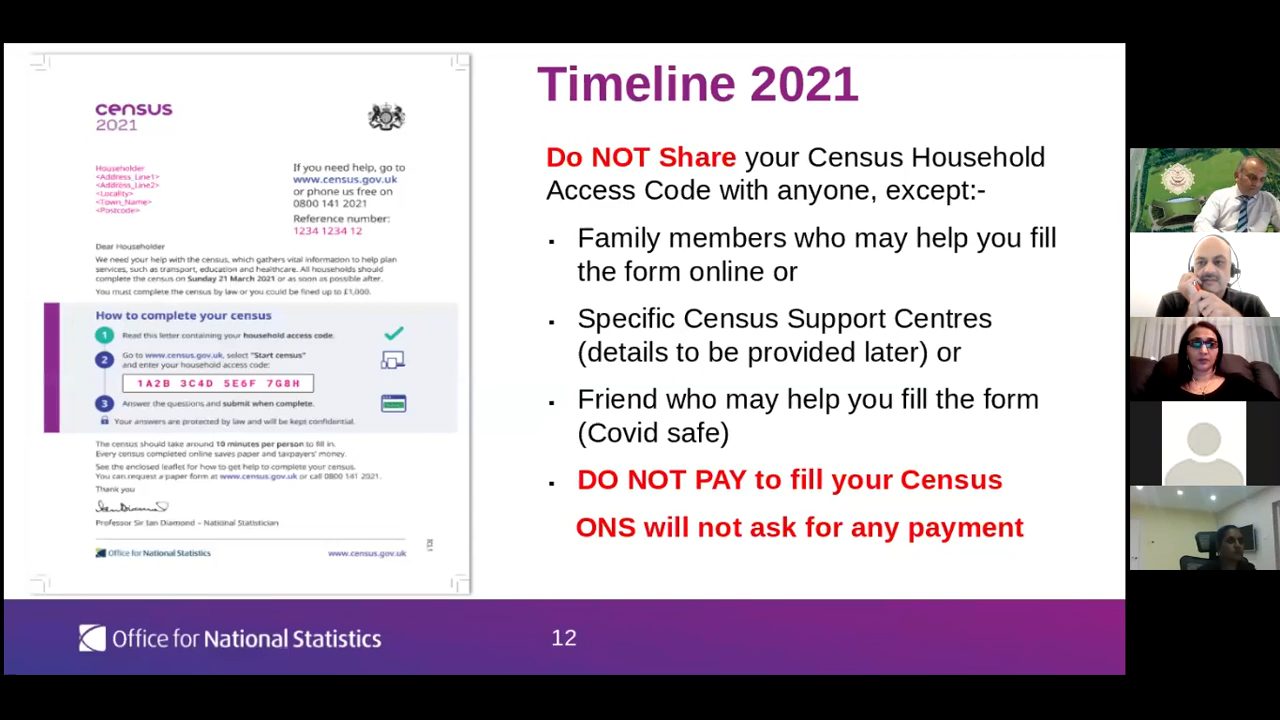 census
2021
Householder
<Address_Line1>
<Address_Line2>
<Locality>
<Town_Name>
<Postcode>
If you need help, go to
www.census.gov.uk
or phone us free on
0800 141 2021
Reference number:
1234 1234 12
Dear Householder
We need your help with the census, which gathers vital information to help plan
services, such as transport, education and healthcare. All households should
complete the census on Sunday 21 March 2021 or as soon as possible after.
You must complete the census by law or you could be fined up to £1,000.
How to complete your census
1 Read this letter containing your household access code.
2 Go to www.census.gov.uk, select "Start census"
and enter your household access code:
1A2B 3C4D 5E6F 7G8H
3 Answer the questions and submit when complete.
Your answers are protected by law and will be kept confidential.
The census should take around 10 minutes per person to fill in.
Every census completed online saves paper and taxpayers' money.
See the enclosed leaflet for how to get help to complete your census.
You can request a paper form at www.census.gov.uk or call 0800 141 2021.
Thank you
Professor Sir Ian Diamond – National Statistician
Office for National Statistics
www.census.gov.uk
Timeline 2021
Do NOT Share your Census Household
Access Code with anyone, except:-
▪ Family members who may help you fill
the form online or
▪ Specific Census Support Centres
(details to be provided later) or
▪ Friend who may help you fill the form
(Covid safe)
▪ DO NOT PAY to fill your Census
ONS will not ask for any payment
Office for National Statistics
12